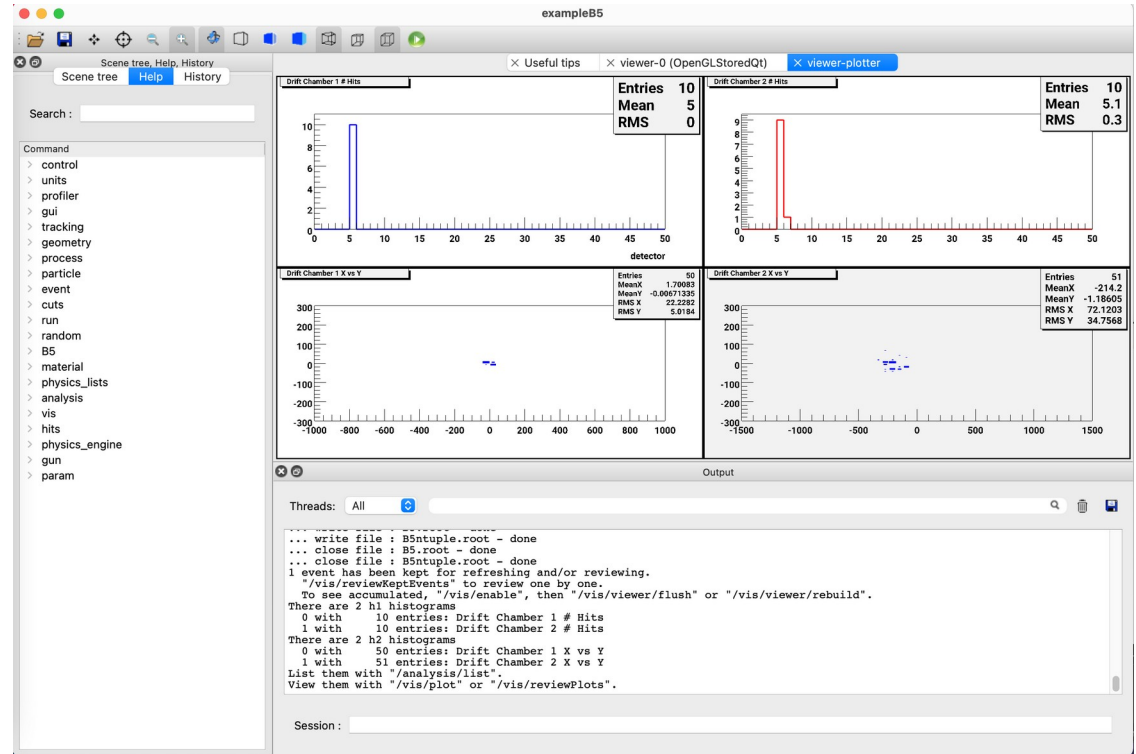 exampleB5
Scene tree, Help, History
Scene tree Help History
Search :
Command
control
units
profiler
gui
tracking
geometry
process
particle
event
cuts
run
random
B5
material
physics_lists
analysis
vis
hits
physics_engine
gun
param
Useful tips viewer-0 (OpenGLStoredQt) viewer-plotter
Drift Chamber 1 # Hits
Entries 10
Mean 5
RMS 0
10
8
6
4
2
0
0 5 10 15 20 25 30 35 40 45 50
detector
Drift Chamber 2 # Hits
Entries 10
Mean 5.1
RMS 0.3
9
8
7
6
5
4
3
2
1
0
0 5 10 15 20 25 30 35 40 45 50
Drift Chamber 1 X vs Y
Entries 50
MeanX 1.70083
MeanY -0.00671335
RMS X 22.2282
RMS Y 5.0184
300
200
100
0
-100
-200
-300
-1000 -800 -600 -400 -200 0 200 400 600 800 1000
Drift Chamber 2 X vs Y
Entries 51
MeanX -214.2
MeanY -1.18605
RMS X 72.1203
RMS Y 34.7568
300
200
100
0
-100
-200
-300
-1500 -1000 -500 0 500 1000 1500
Output
Threads: All
... write file : B5ntuple.root - done
... close file : B5.root - done
... close file : B5ntuple.root - done
1 event has been kept for refreshing and/or reviewing.
"/vis/reviewKeptEvents" to review one by one.
To see accumulated, "/vis/enable", then "/vis/viewer/flush" or "/vis/viewer/rebuild".
There are 2 h1 histograms
0 with 10 entries: Drift Chamber 1 # Hits
1 with 10 entries: Drift Chamber 2 # Hits
There are 2 h2 histograms
0 with 50 entries: Drift Chamber 1 X vs Y
1 with 51 entries: Drift Chamber 2 X vs Y
List them with "/analysis/list".
View them with "/vis/plot" or "/vis/reviewPlots".
Session :